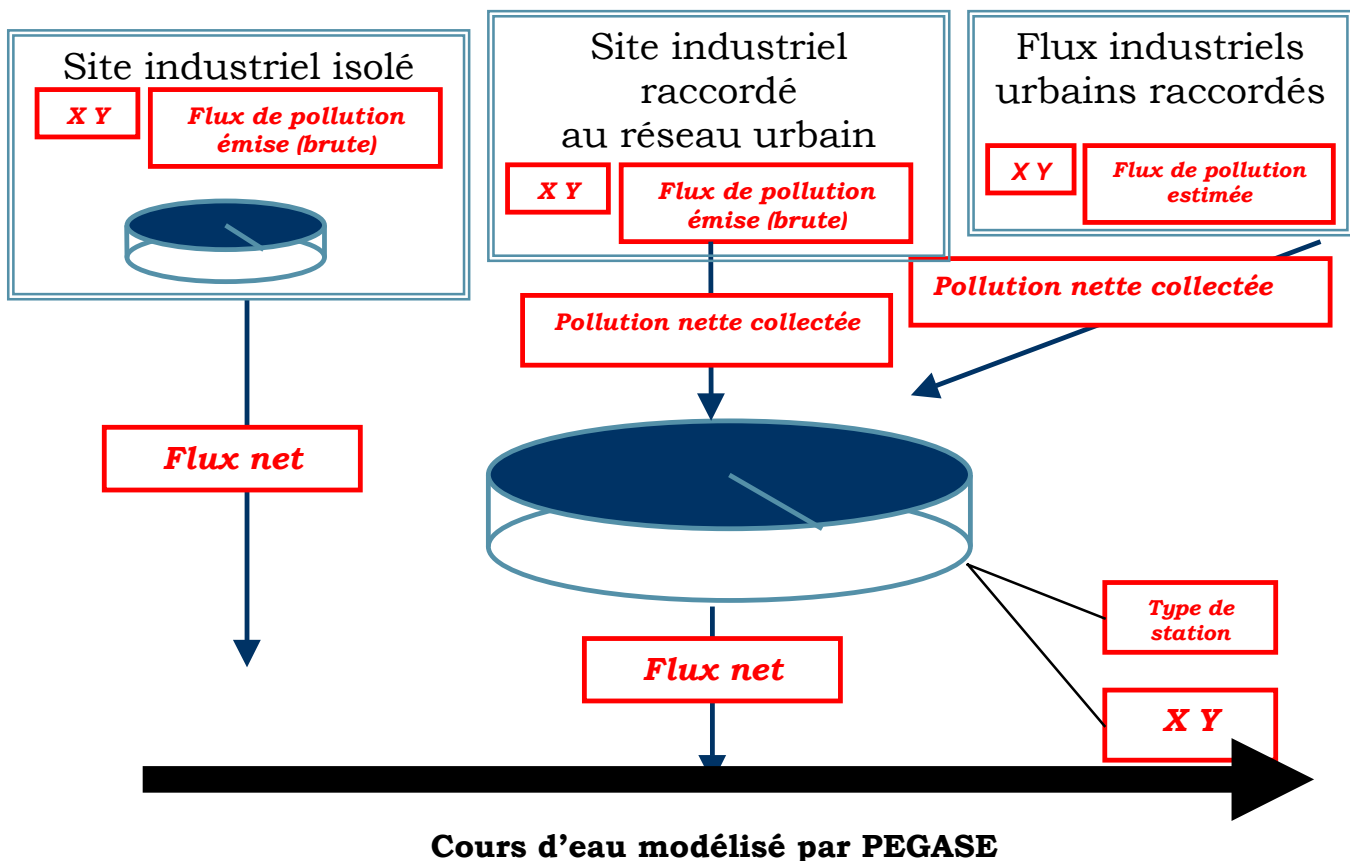 Site industriel isolé
X Y
Flux de pollution
émise (brute)
Site industriel
raccordé
au réseau urbain
X Y
Flux de pollution
émise (brute)
Flux industriels
urbains raccordés
X Y
Flux de pollution
estimée
Pollution nette collectée
Pollution nette collectée
Flux net
Type de
station
Flux net
X Y
Cours d’eau modélisé par PEGASE